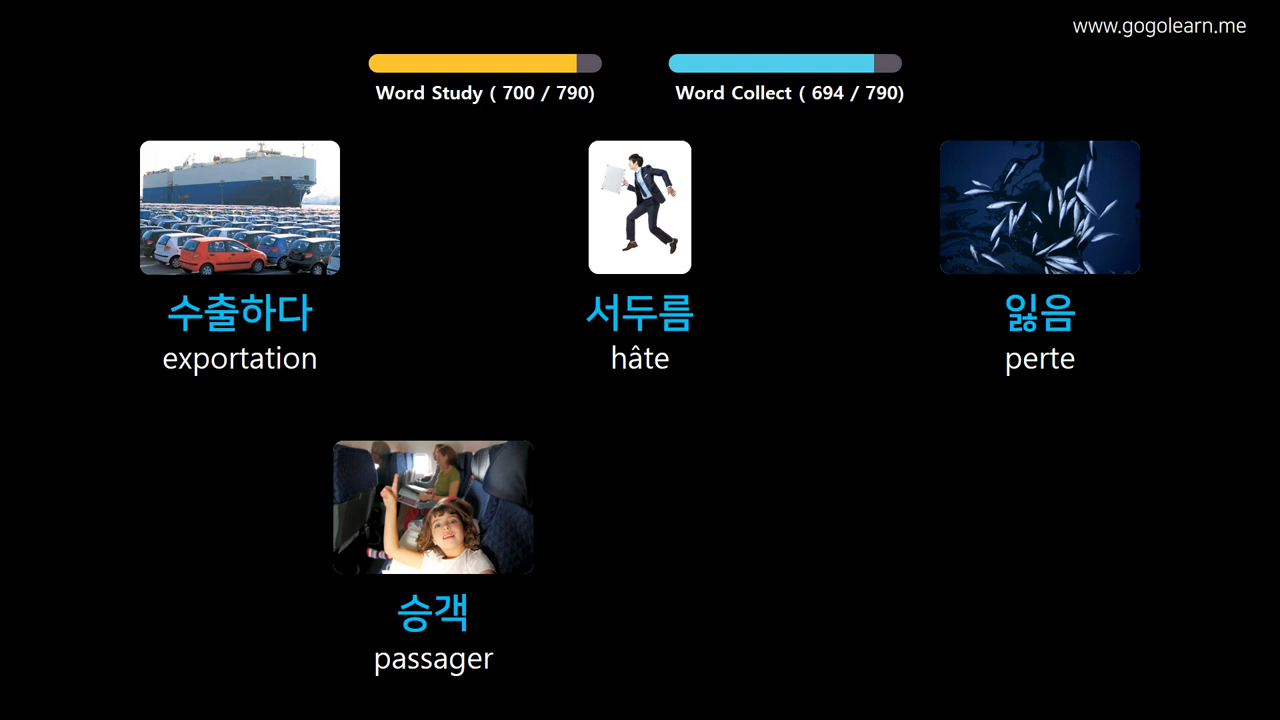 www.gogolearn.me
Word Study ( 700 / 790)
Word Collect ( 694 / 790)
수출하다
exportation
서두름
hâte
잃음
perte
승객
passager